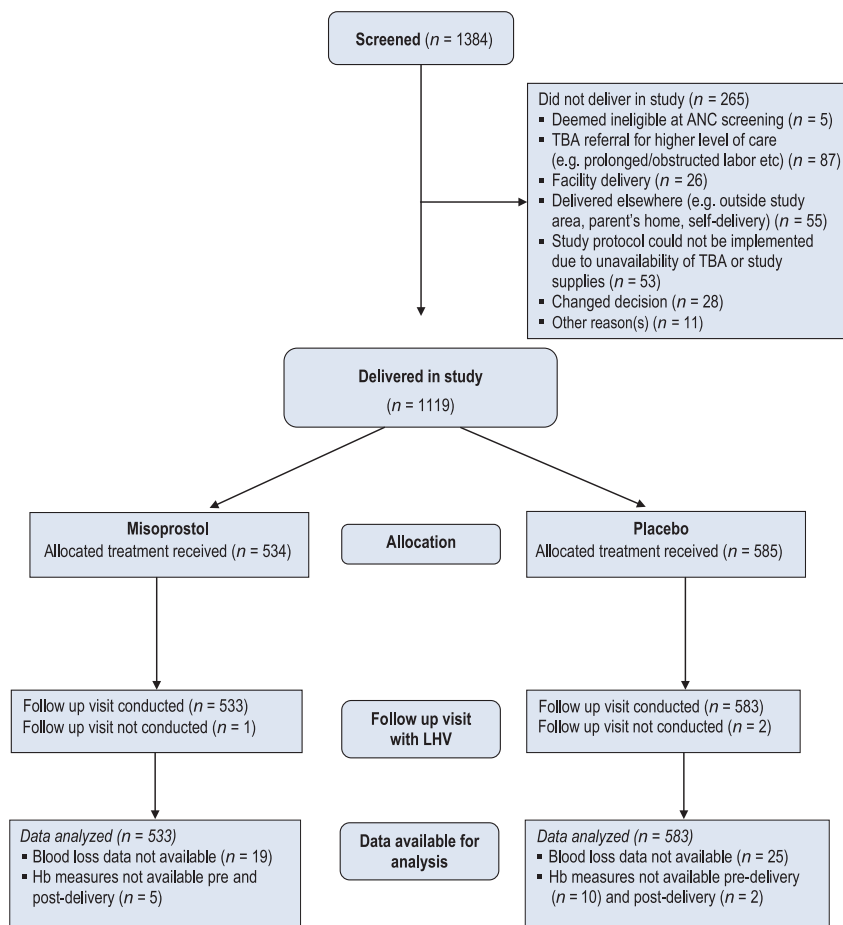 Screened (n = 1384)
Did not deliver in study (n = 265)
▪ Deemed ineligible at ANC screening (n = 5)
▪ TBA referral for higher level of care
(e.g. prolonged/obstructed labor etc) (n = 87)
▪ Facility delivery (n = 26)
▪ Delivered elsewhere (e.g. outside study
area, parent's home, self-delivery) (n = 55)
▪ Study protocol could not be implemented
due to unavailability of TBA or study
supplies (n = 53)
▪ Changed decision (n = 28)
▪ Other reason(s) (n = 11)
Delivered in study
(n = 1119)
Misoprostol
Allocated treatment received (n = 534)
Allocation
Placebo
Allocated treatment received (n = 585)
Follow up visit conducted (n = 533)
Follow up visit not conducted (n = 1)
Follow up visit
with LHV
Follow up visit conducted (n = 583)
Follow up visit not conducted (n = 2)
Data analyzed (n = 533)
▪ Blood loss data not available (n = 19)
▪ Hb measures not available pre and
post-delivery (n = 5)
Data available for
analysis
Data analyzed (n = 583)
▪ Blood loss data not available (n = 25)
▪ Hb measures not available pre-delivery
(n = 10) and post-delivery (n = 2)